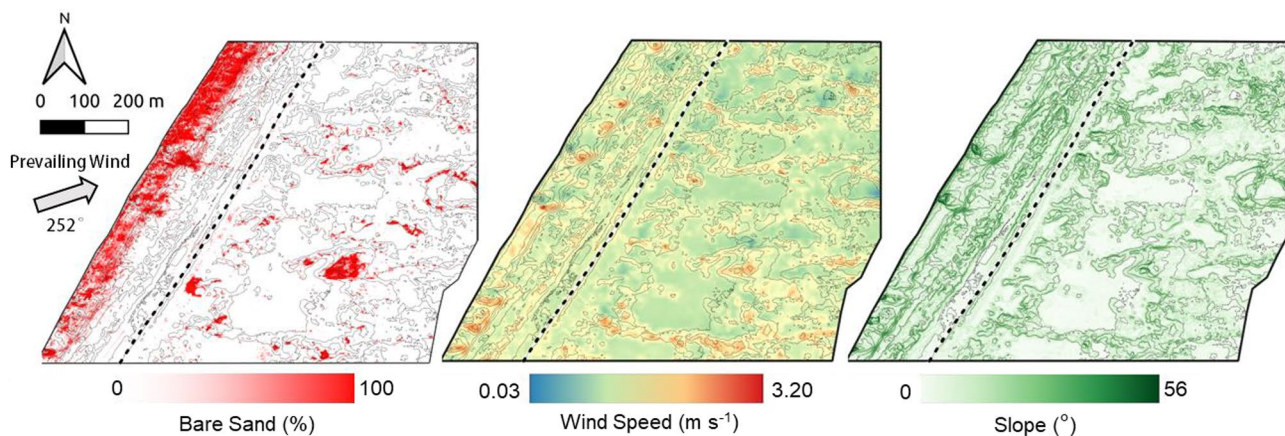 N
0 100 200 m
Prevailing Wind
252°
0 100
Bare Sand (%)
0.03 3.20
Wind Speed (m s⁻¹)
0 56
Slope (°)